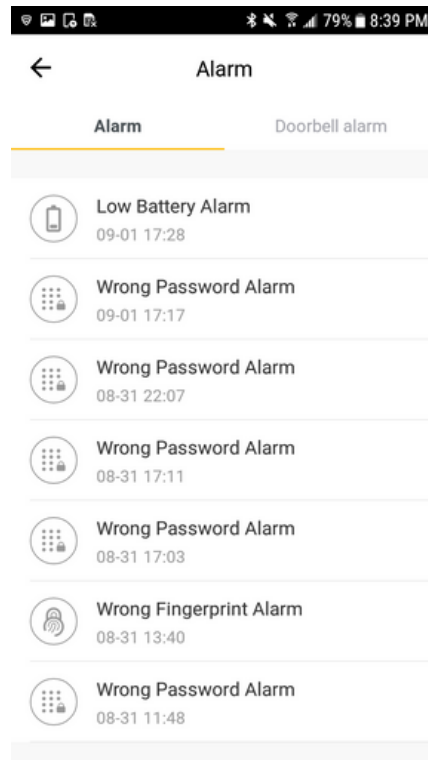 79% 8:39 PM
Alarm
Alarm Doorbell alarm
Low Battery Alarm
09-01 17:28
Wrong Password Alarm
09-01 17:17
Wrong Password Alarm
08-31 22:07
Wrong Password Alarm
08-31 17:11
Wrong Password Alarm
08-31 17:03
Wrong Fingerprint Alarm
08-31 13:40
Wrong Password Alarm
08-31 11:48